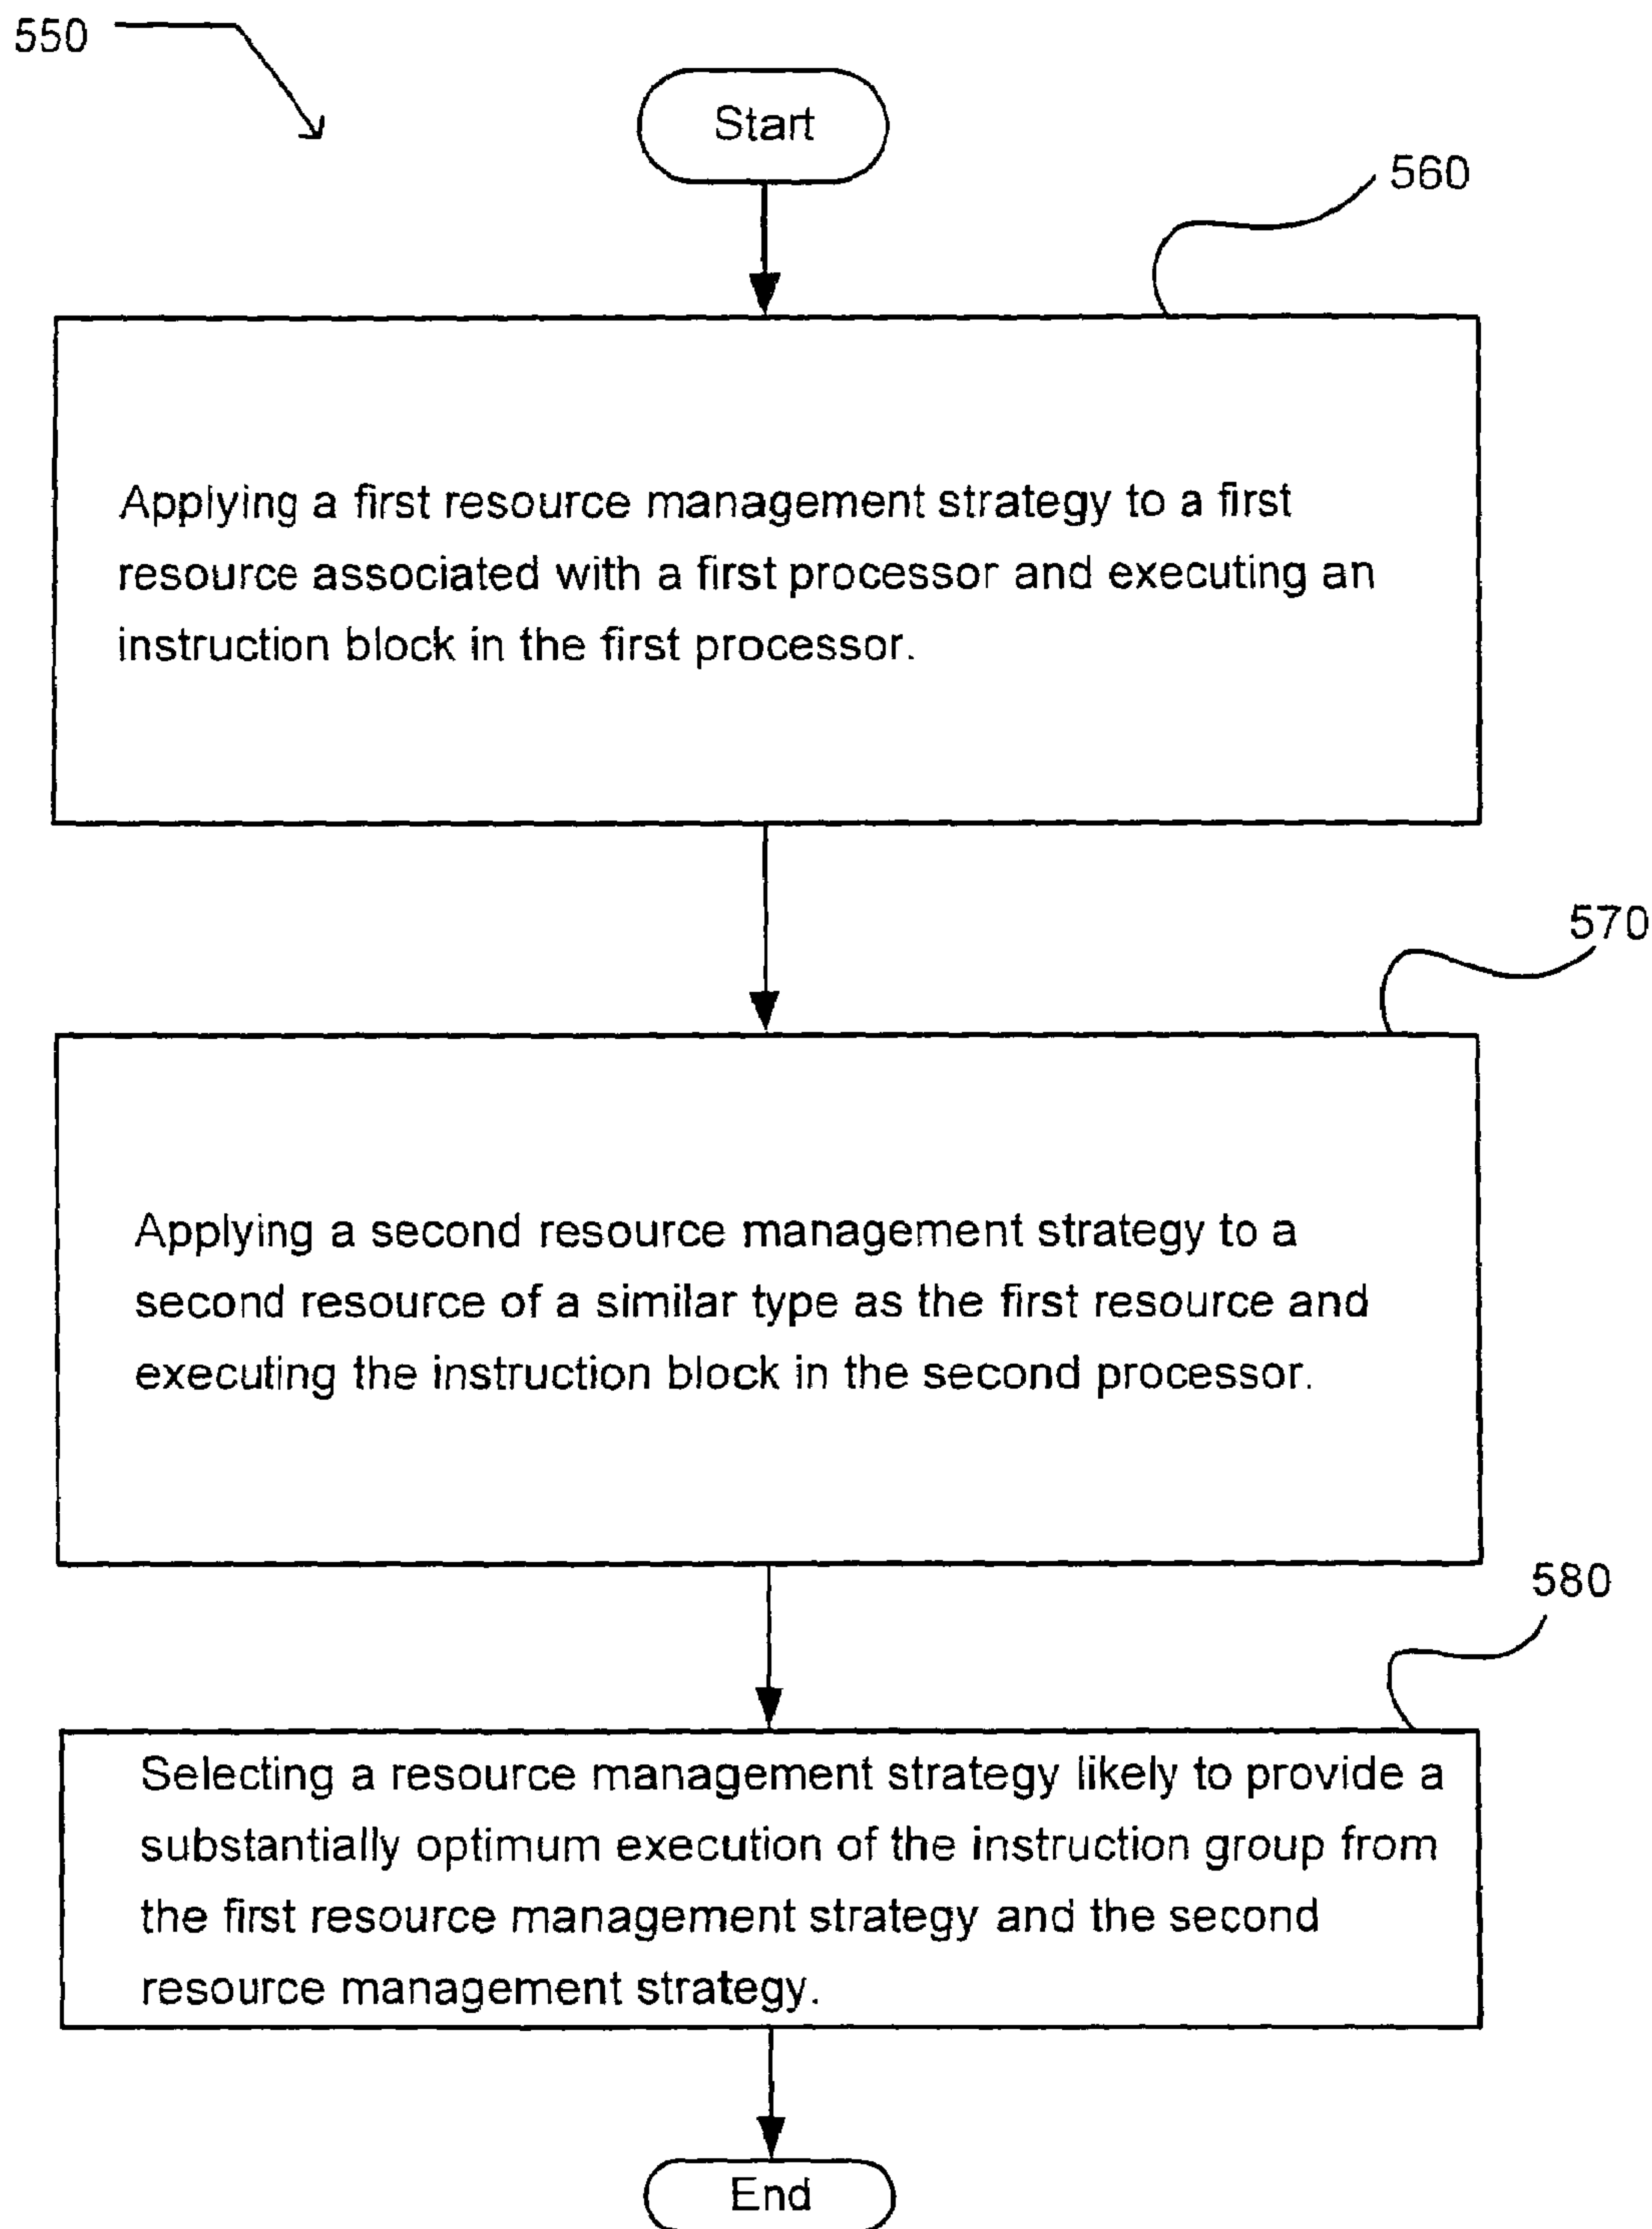 550
Start
560
Applying a first resource management strategy to a first
resource associated with a first processor and executing an
instruction block in the first processor.
570
Applying a second resource management strategy to a
second resource of a similar type as the first resource and
executing the instruction block in the second processor.
580
Selecting a resource management strategy likely to provide a
substantially optimum execution of the instruction group from
the first resource management strategy and the second
resource management strategy.
End